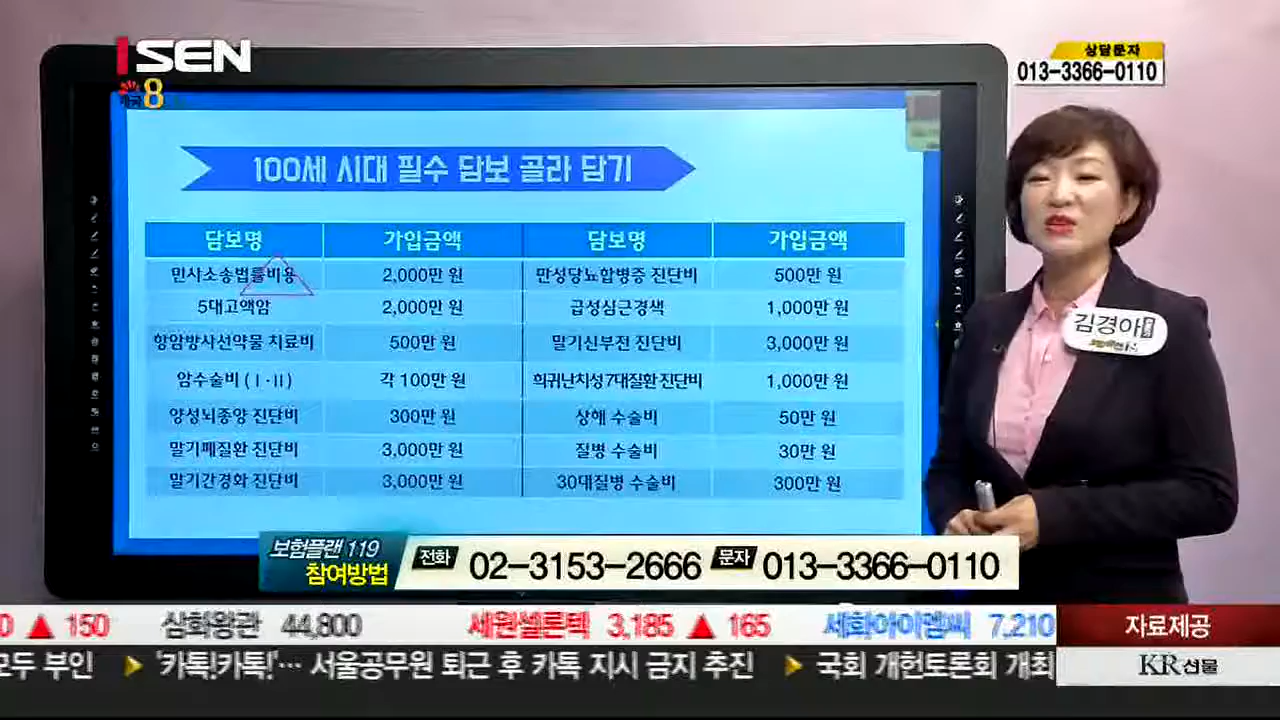 SEN
8
상담문자
013-3366-0110
100세 시대 필수 담보 골라 담기
담보명 가입금액 담보명 가입금액
민사소송법률비용 2,000만 원 만성당뇨합병증 진단비 500만 원
5대고액암 2,000만 원 급성심근경색 1,000만 원
항암방사선약물 치료비 500만 원 말기신부전 진단비 3,000만 원
암수술비 (Ⅰ·Ⅱ) 각 100만 원 희귀난치성 7대질환 진단비 1,000만 원
양성뇌종양 진단비 300만 원 상해 수술비 50만 원
말기폐질환 진단비 3,000만 원 질병 수술비 30만 원
말기간경화 진단비 3,000만 원 30대질병 수술비 300만 원
김경아
보험플랜 119
참여방법
전화 02-3153-2666 문자 013-3366-0110
0 ▲ 150 삼화왕관 44,800 세원셀론텍 3,185 ▲ 165 세화아이엠씨 7,210
자료제공
모두 부인 ▶ '카톡!카톡!'… 서울공무원 퇴근 후 카톡 지시 금지 추진 ▶ 국회 개헌토론회 개최
KR선물